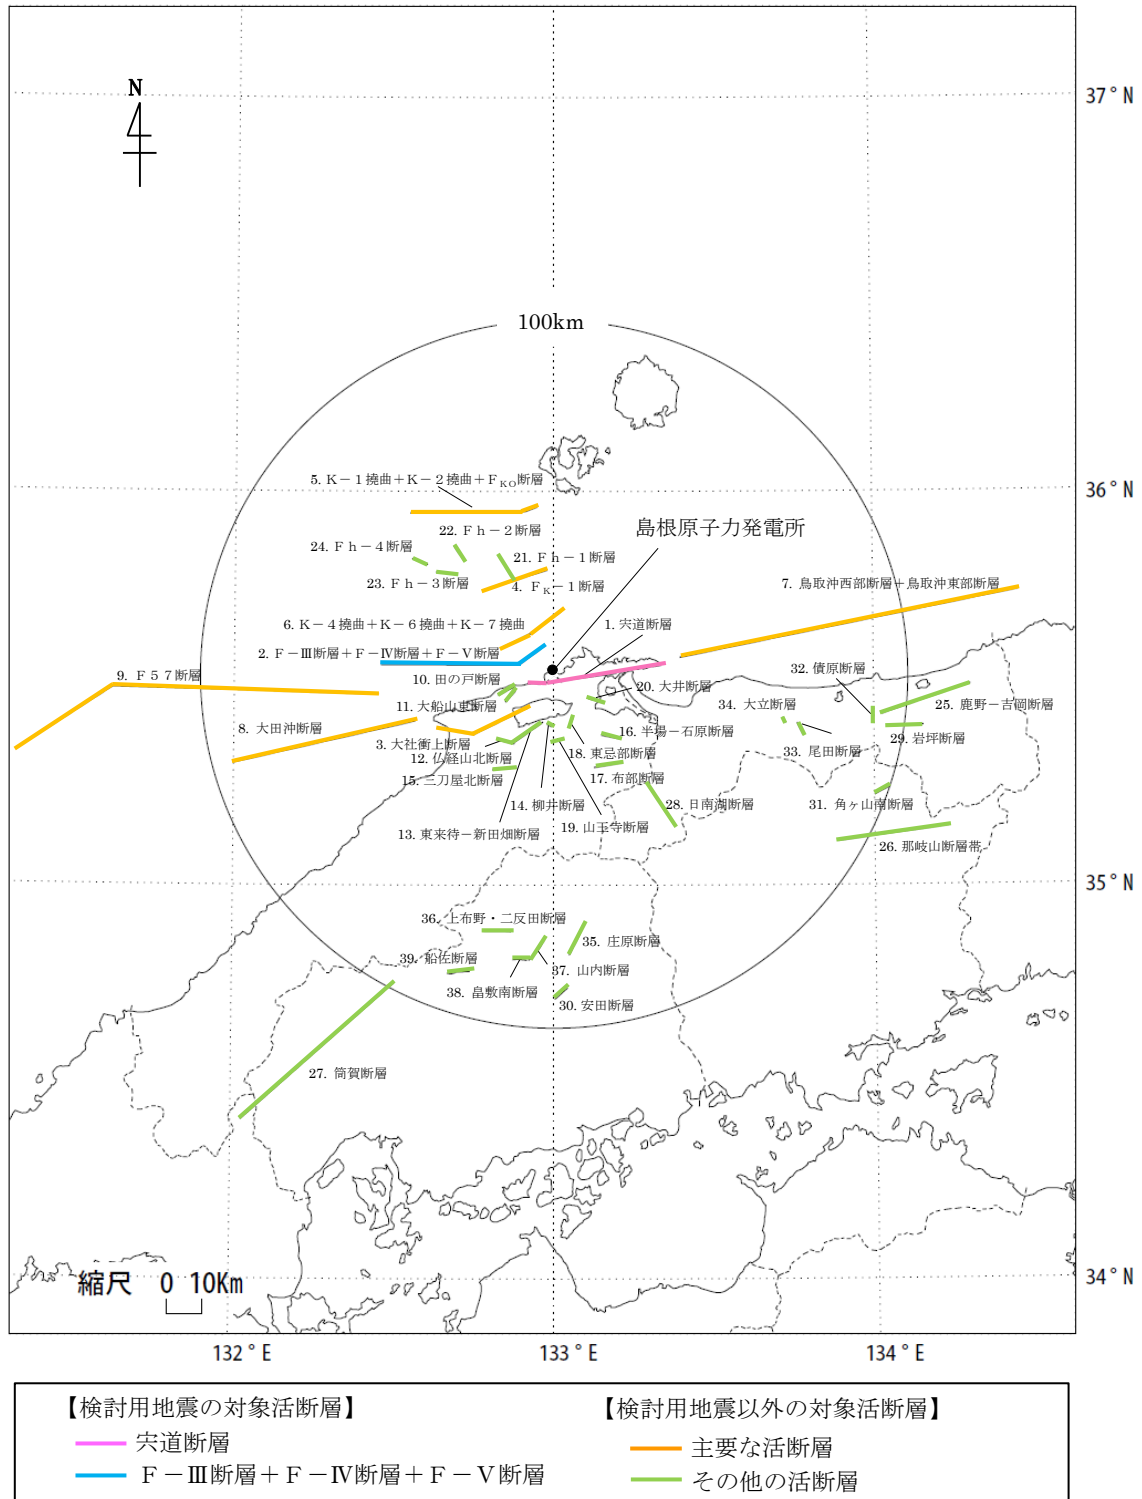 N
37°N
100km
5. K－1撓曲＋K－2撓曲＋FKO断層
36°N
22. Fh－2断層
島根原子力発電所
24. Fh－4断層
21. Fh－1断層
23. Fh－3断層
4. FK－1断層
7. 鳥取沖西部断層＋鳥取沖東部断層
6. K－4撓曲＋K－6撓曲＋K－7撓曲
1. 宍道断層
2. F－Ⅲ断層＋F－Ⅳ断層＋F－Ⅴ断層
9. F57断層
10. 田の戸断層
20. 大井断層
32. 債原断層
11. 大船山東断層
34. 大立断層
25. 鹿野－吉岡断層
8. 大田沖断層
16. 半場－石原断層
29. 岩坪断層
3. 大社衝上断層
18. 東忌部断層
33. 尾田断層
12. 仏経山北断層
15. 三刀屋北断層
17. 布部断層
14. 柳井断層
28. 日南湖断層
31. 角ヶ山南断層
13. 東来待－新田畑断層
19. 山王寺断層
26. 那岐山断層帯
35°N
36. 上布野・二反田断層
35. 庄原断層
39. 船佐断層
37. 山内断層
38. 畠敷南断層
30. 安田断層
27. 筒賀断層
縮尺 0 10Km
34°N
132°E
133°E
134°E
【検討用地震の対象活断層】
宍道断層
F－Ⅲ断層＋F－Ⅳ断層＋F－Ⅴ断層
【検討用地震以外の対象活断層】
主要な活断層
その他の活断層